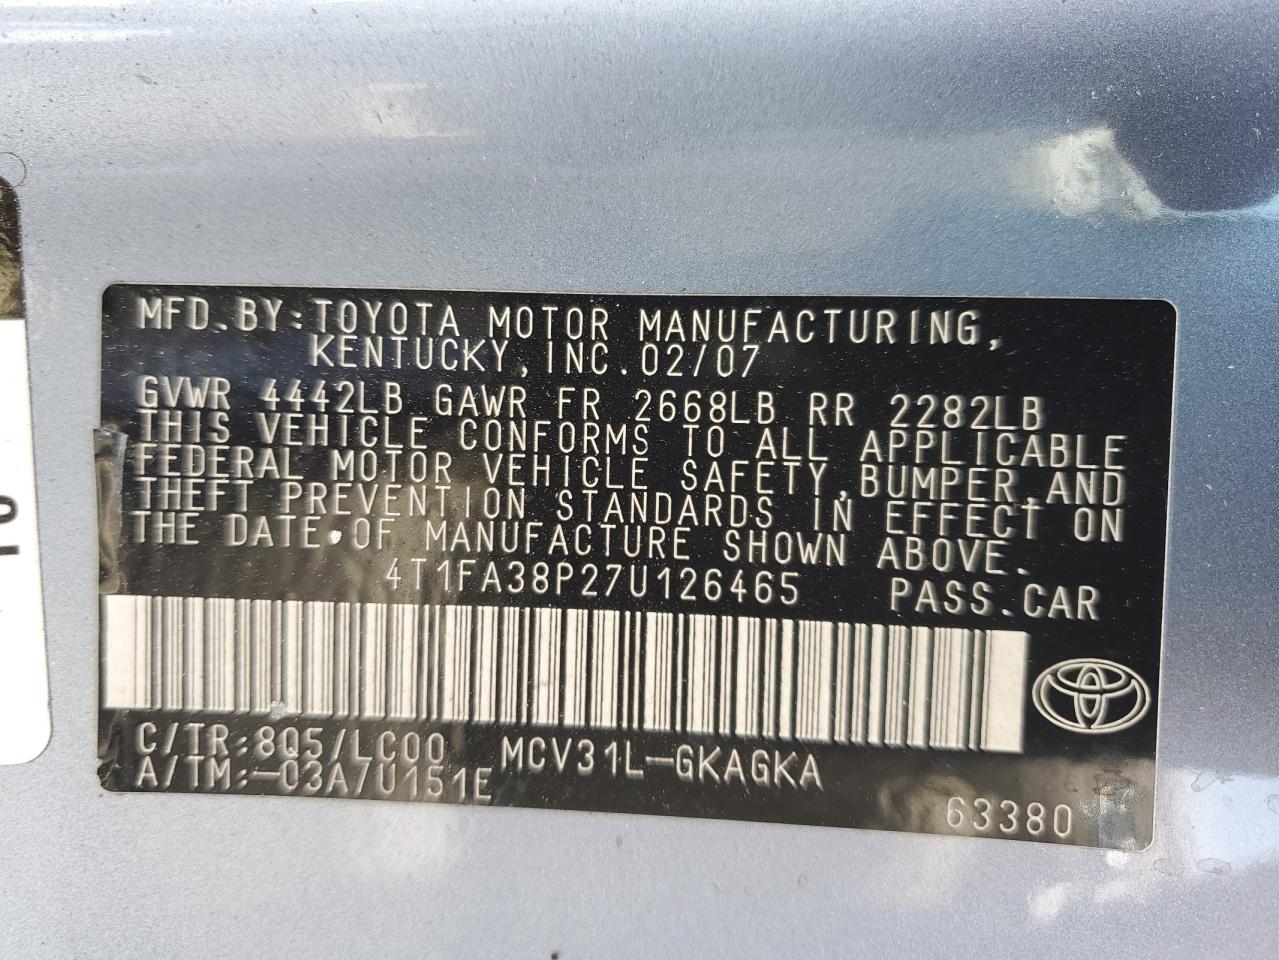 MFD.BY:TOYOTA MOTOR MANUFACTURING,
KENTUCKY,INC.02/07
GVWR 4442LB GAWR FR 2668LB RR 2282LB
THIS VEHICLE CONFORMS TO ALL APPLICABLE
FEDERAL MOTOR VEHICLE SAFETY,BUMPER,AND
THEFT PREVENTION STANDARDS IN EFFECT ON
THE DATE OF MANUFACTURE SHOWN ABOVE.
4T1FA38P27U126465 PASS.CAR
C/TR:8Q5/LC00 MCV31L-GKAGKA
A/TM:-03A/U151E
63380